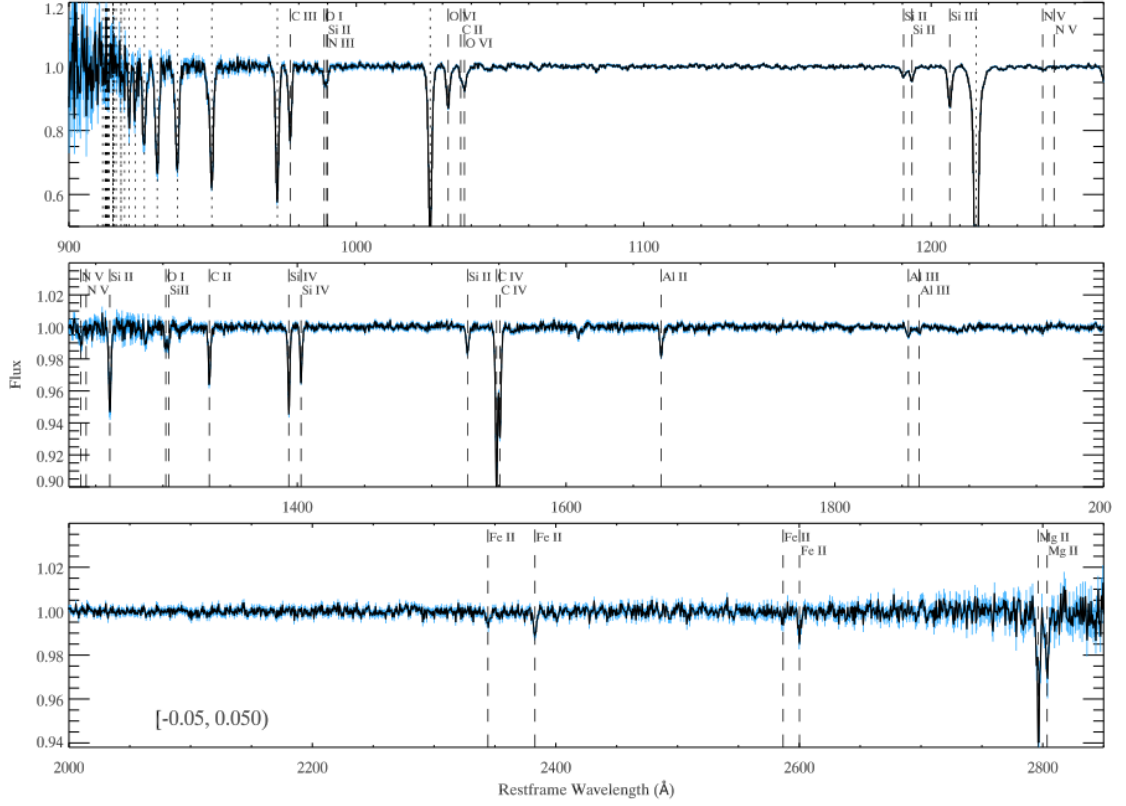 C III O I O VI Si II Si III N V
Si II C II Si II N V
N III O VI
1.2
1.0
0.8
0.6
900 1000 1100 1200
N V Si II O I C II Si IV Si II C IV Al II Al III
N V SiII Si IV C IV Al III
1.02
1.00
0.98
0.96
0.94
0.92
0.90
Flux
1400 1600 1800 200
Fe II Fe II Fe II Mg II
Fe II Mg II
1.02
1.00
0.98
0.96
0.94
[-0.05, 0.050)
2000 2200 2400 2600 2800
Restframe Wavelength (Å)